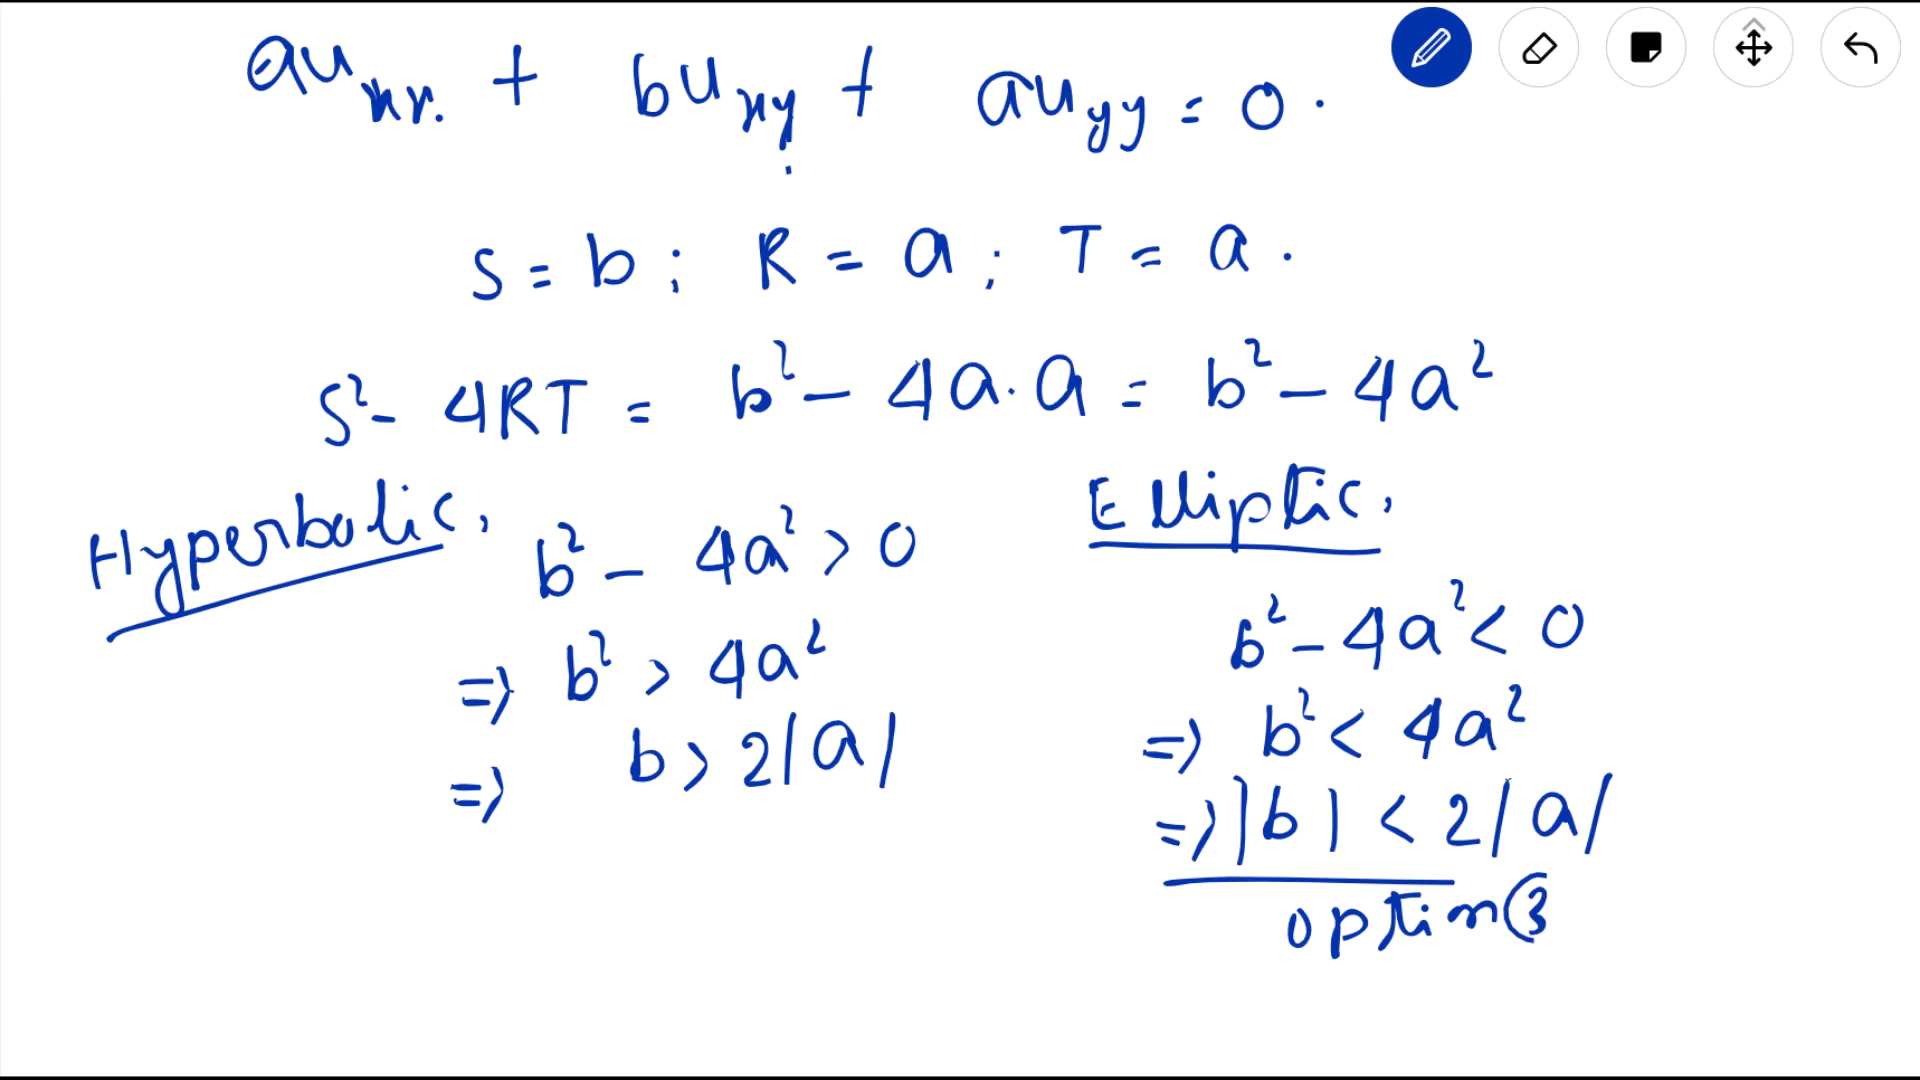 au_xx. + bu_xy + au_yy = 0.
S = b ; R = a ; T = a.
S² - 4RT = b² - 4a.a = b² - 4a²
Hyperbolic,
b² - 4a² > 0
=> b² > 4a²
=> b > 2|a|
Elliptic,
b² - 4a² < 0
=> b² < 4a²
=> |b| < 2|a|
option (3